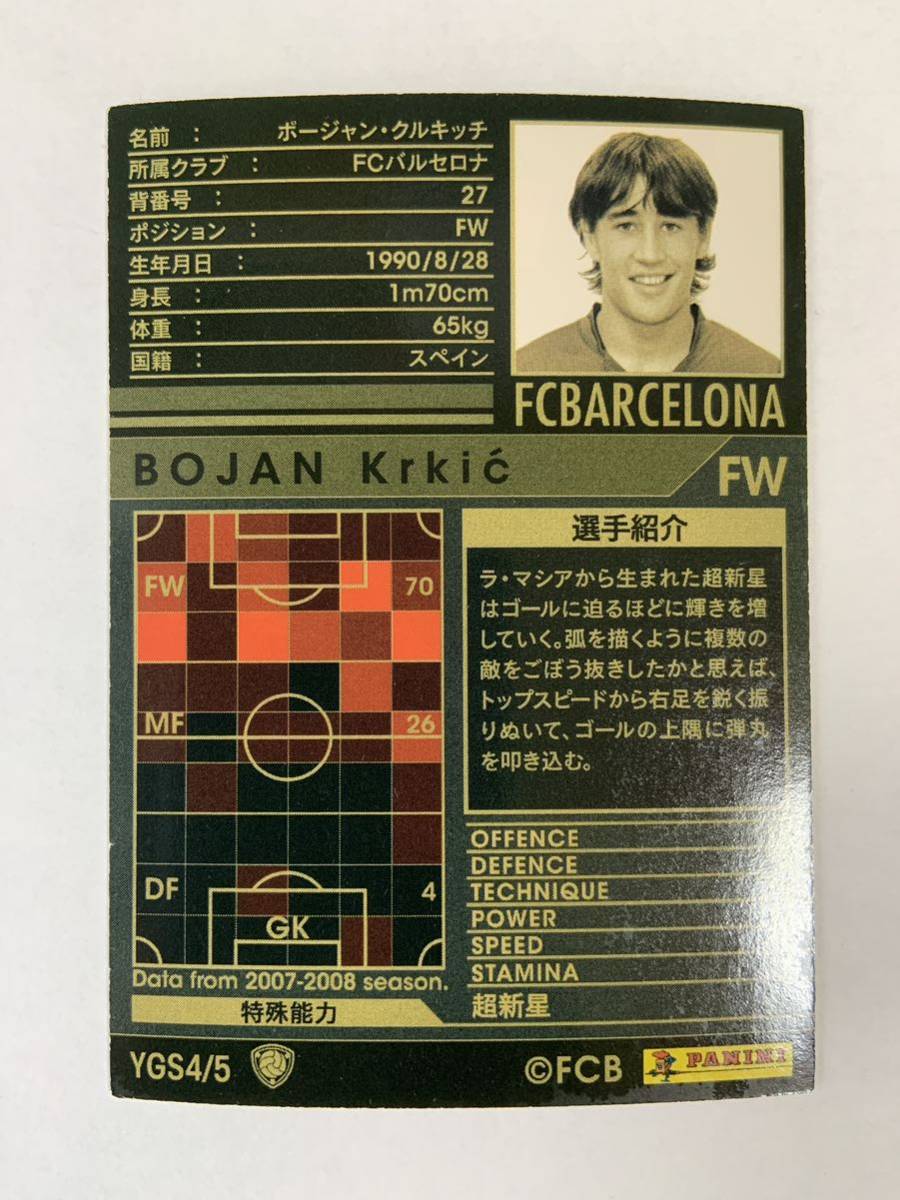 名前 : ボージャン・クルキッチ
所属クラブ : FCバルセロナ
背番号 : 27
ポジション : FW
生年月日 : 1990/8/28
身長 : 1m70cm
体重 : 65kg
国籍 : スペイン
FCBARCELONA
BOJAN Krkić
FW
FW 70
MF 26
DF 4
GK
Data from 2007-2008 season.
選手紹介
ラ・マシアから生まれた超新星
はゴールに迫るほどに輝きを増
していく。弧を描くように複数の
敵をごぼう抜きしたかと思えば、
トップスピードから右足を鋭く振
りぬいて、ゴールの上隅に弾丸
を叩き込む。
OFFENCE
DEFENCE
TECHNIQUE
POWER
SPEED
STAMINA
特殊能力
超新星
YGS4/5
©FCB
PANINI